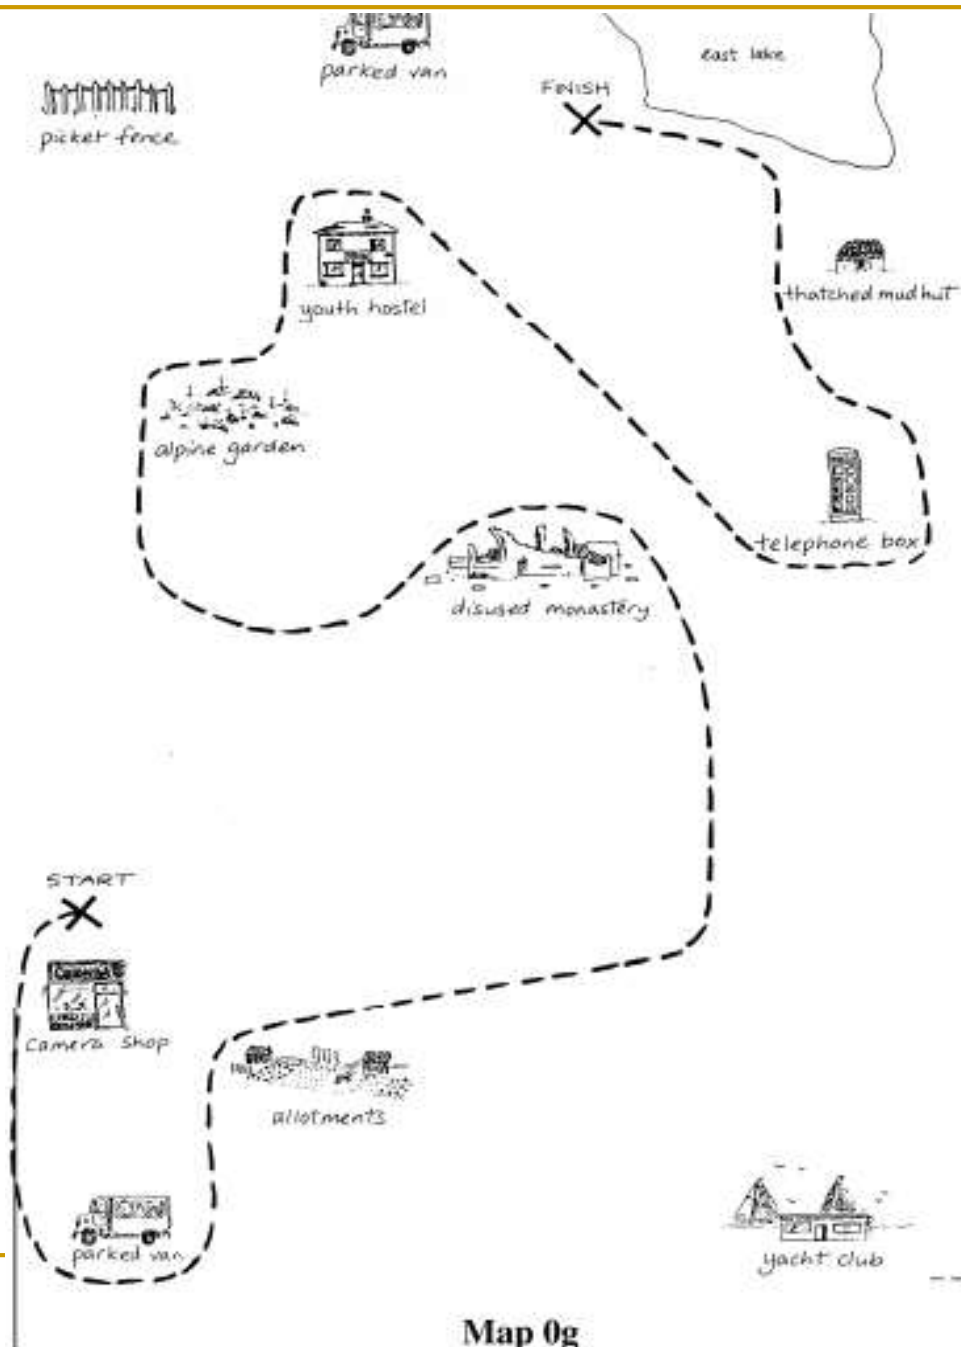 parked van
east lake
FINISH
picket fence
thatched mud hut
youth hostel
alpine garden
telephone box
disused monastery
START
Cameras
camera shop
allotments
parked van
yacht club
Map 0g